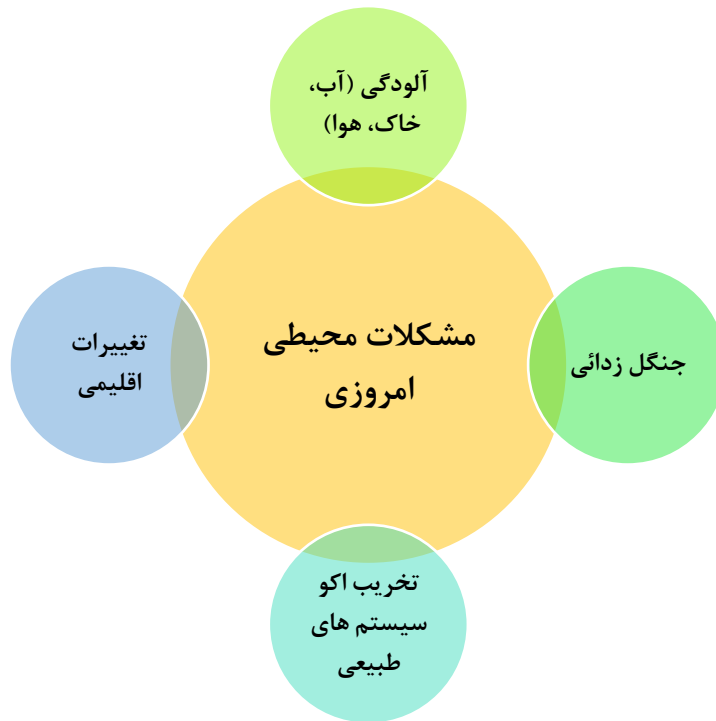 آلودگی (آب،
خاک، هوا)
مشکلات محیطی
امروزی
جنگل زدائی
تغییرات
اقلیمی
تخریب اکو
سیستم های
طبیعی